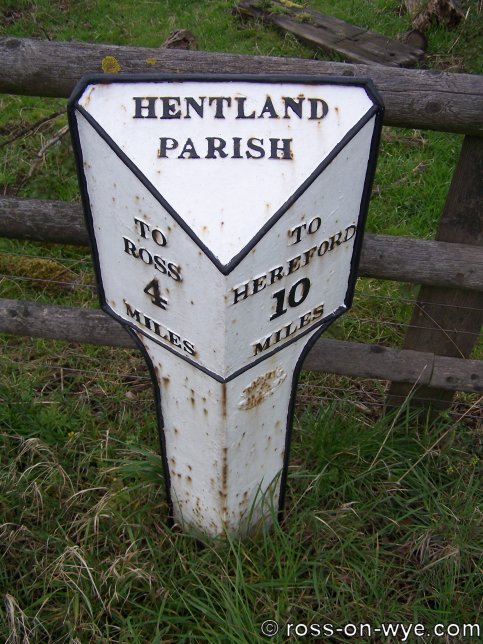 HENTLAND
PARISH
TO
ROSS
4
MILES
TO
HEREFORD
10
MILES
© ross-on-wye.com